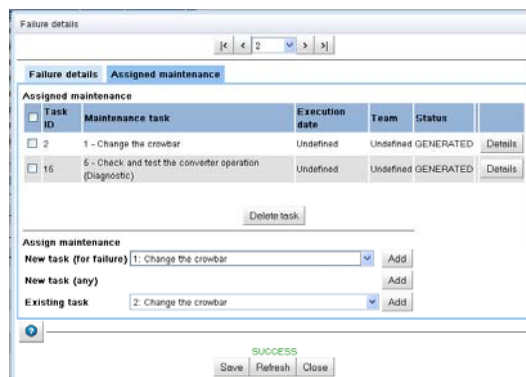 Failure details
|< < 2 > >|
Failure details Assigned maintenance
Assigned maintenance
Task ID Maintenance task Execution date Team Status
2 1 - Change the crowbar Undefined Undefined GENERATED Details
16 6 - Check and test the converter operation (Diagnostic) Undefined Undefined GENERATED Details
Delete task
Assign maintenance
New task (for failure) 1: Change the crowbar Add
New task (any) Add
Existing task 2: Change the crowbar Add
?
SUCCESS
Save Refresh Close